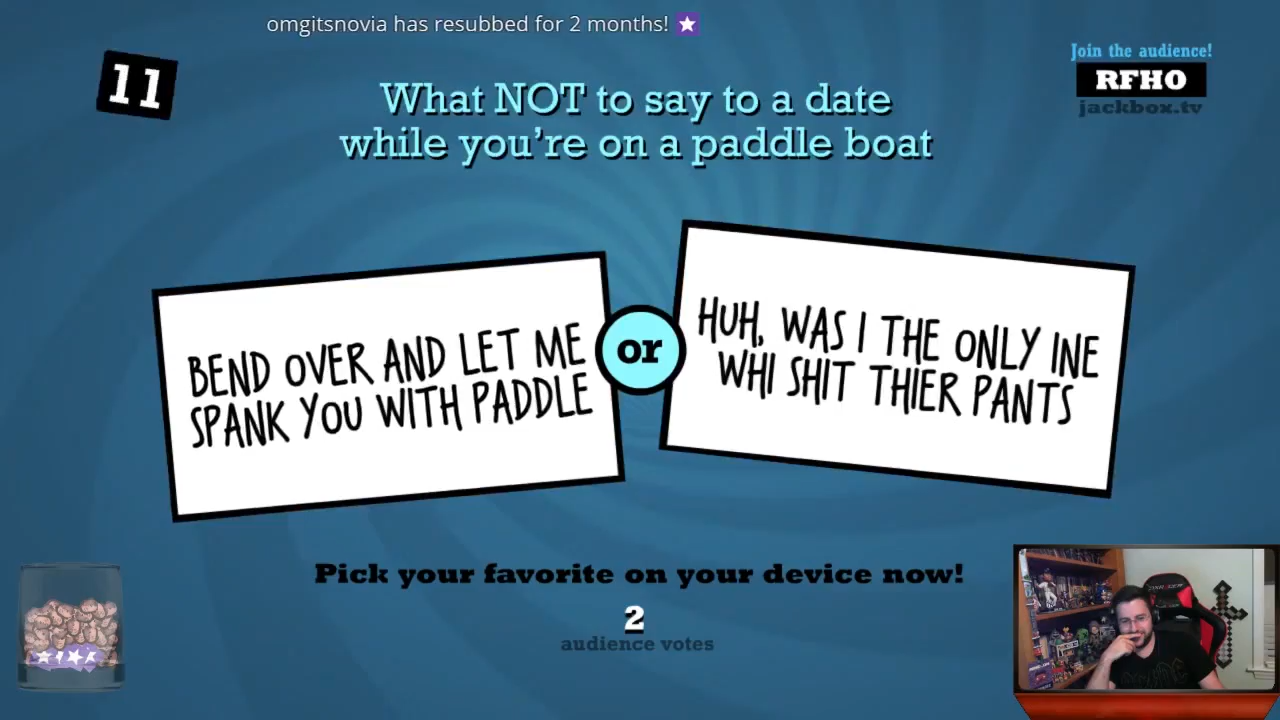 omgitsnovia has resubbed for 2 months!
11
Join the audience!
RFHO
jackbox.tv
What NOT to say to a date
while you're on a paddle boat
BEND OVER AND LET ME
SPANK YOU WITH PADDLE
or
HUH, WAS I THE ONLY INE
WHI SHIT THIER PANTS
Pick your favorite on your device now!
2
audience votes